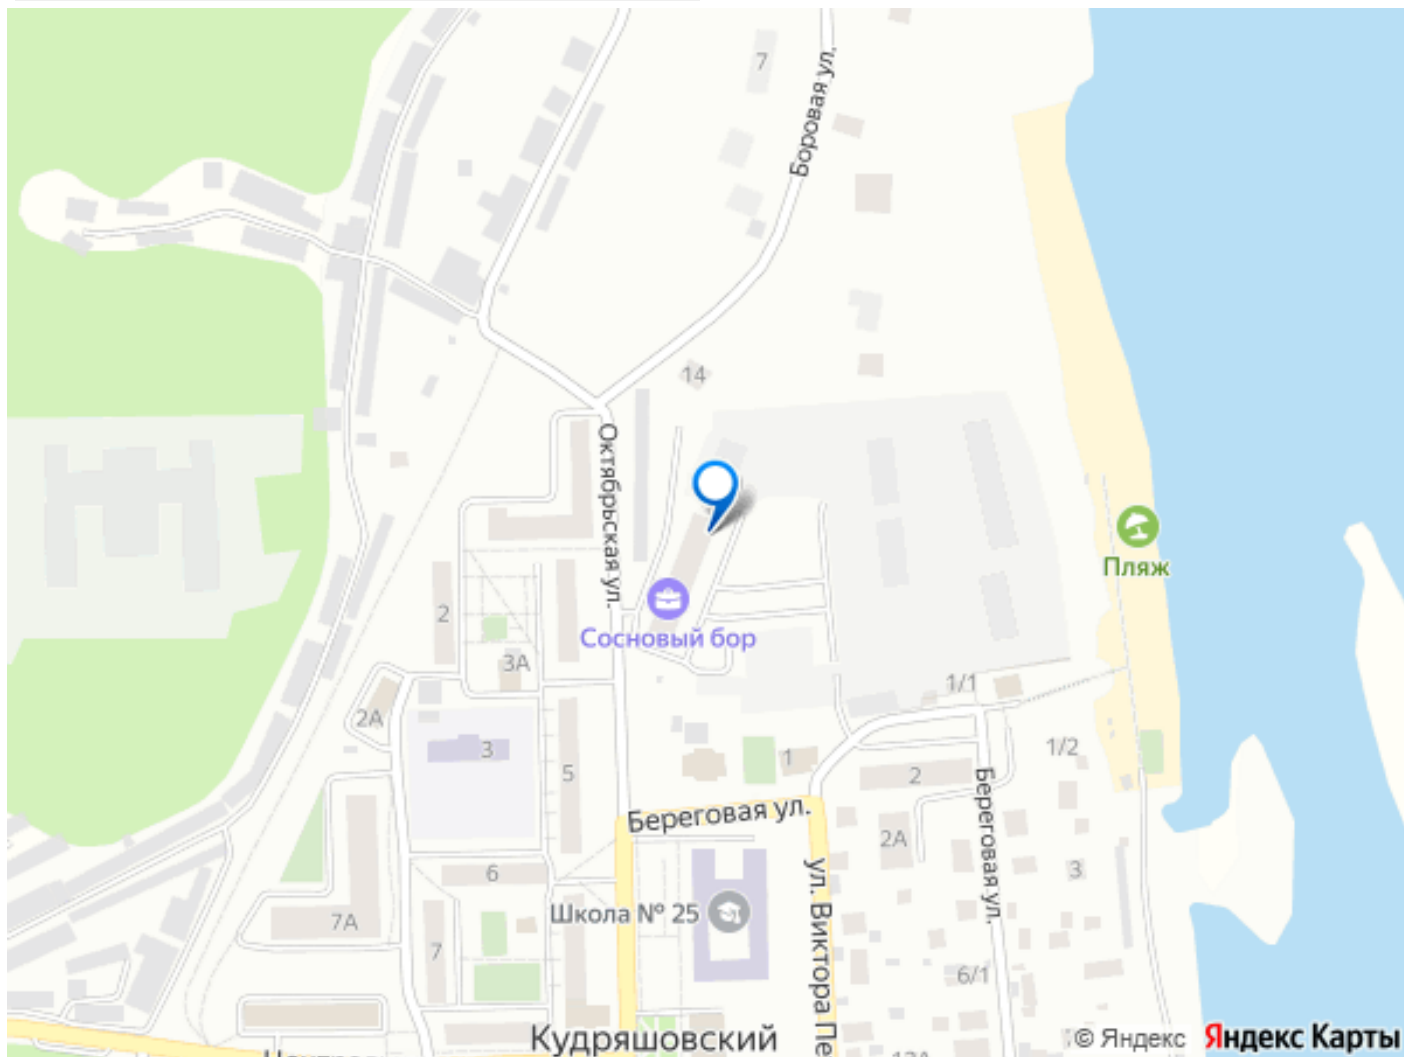 7
Боровая ул.
14
Октябрьская ул.
Пляж
2
Сосновый бор
3А
1/1
2А
3
1/2
5
1
2
Береговая ул.
Береговая ул.
2А
3
6
ул. Виктора Пе
Школа № 25
7А
7
6/1
Кудряшовский
© Яндекс Яндекс Карты